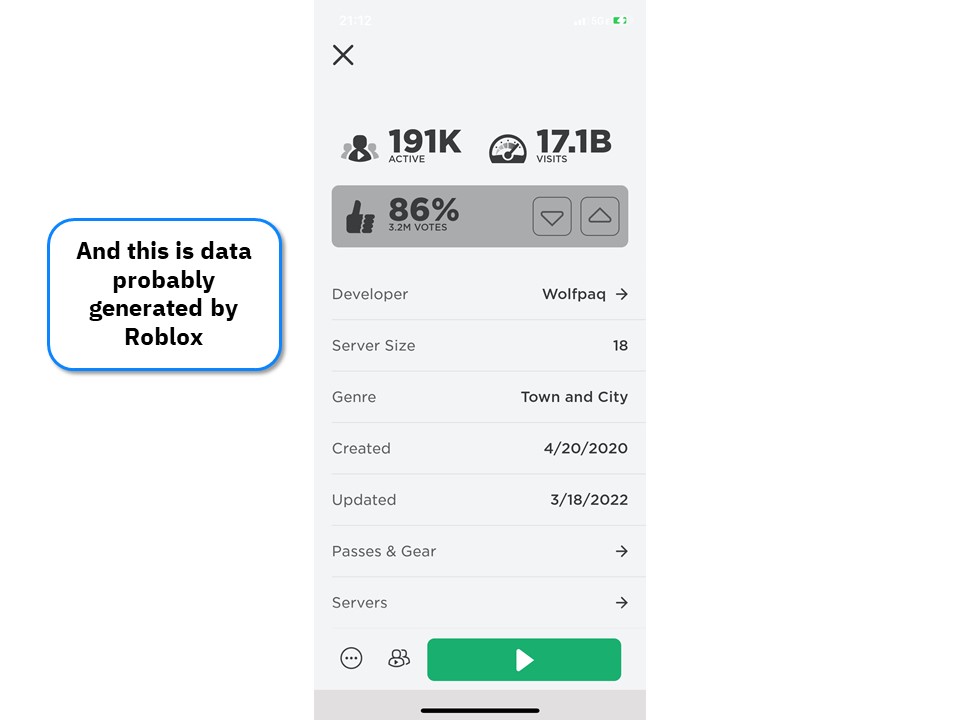 21:12
5G
And this is data
probably
generated by
Roblox
191K
ACTIVE
17.1B
VISITS
86%
3.2M VOTES
Developer Wolfpaq →
Server Size 18
Genre Town and City
Created 4/20/2020
Updated 3/18/2022
Passes & Gear →
Servers →